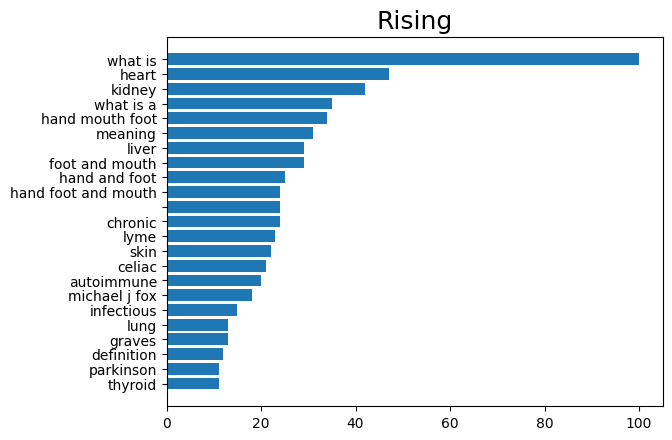 Rising
what is
heart
kidney
what is a
hand mouth foot
meaning
liver
foot and mouth
hand and foot
hand foot and mouth
chronic
lyme
skin
celiac
autoimmune
michael j fox
infectious
lung
graves
definition
parkinson
thyroid
0 20 40 60 80 100